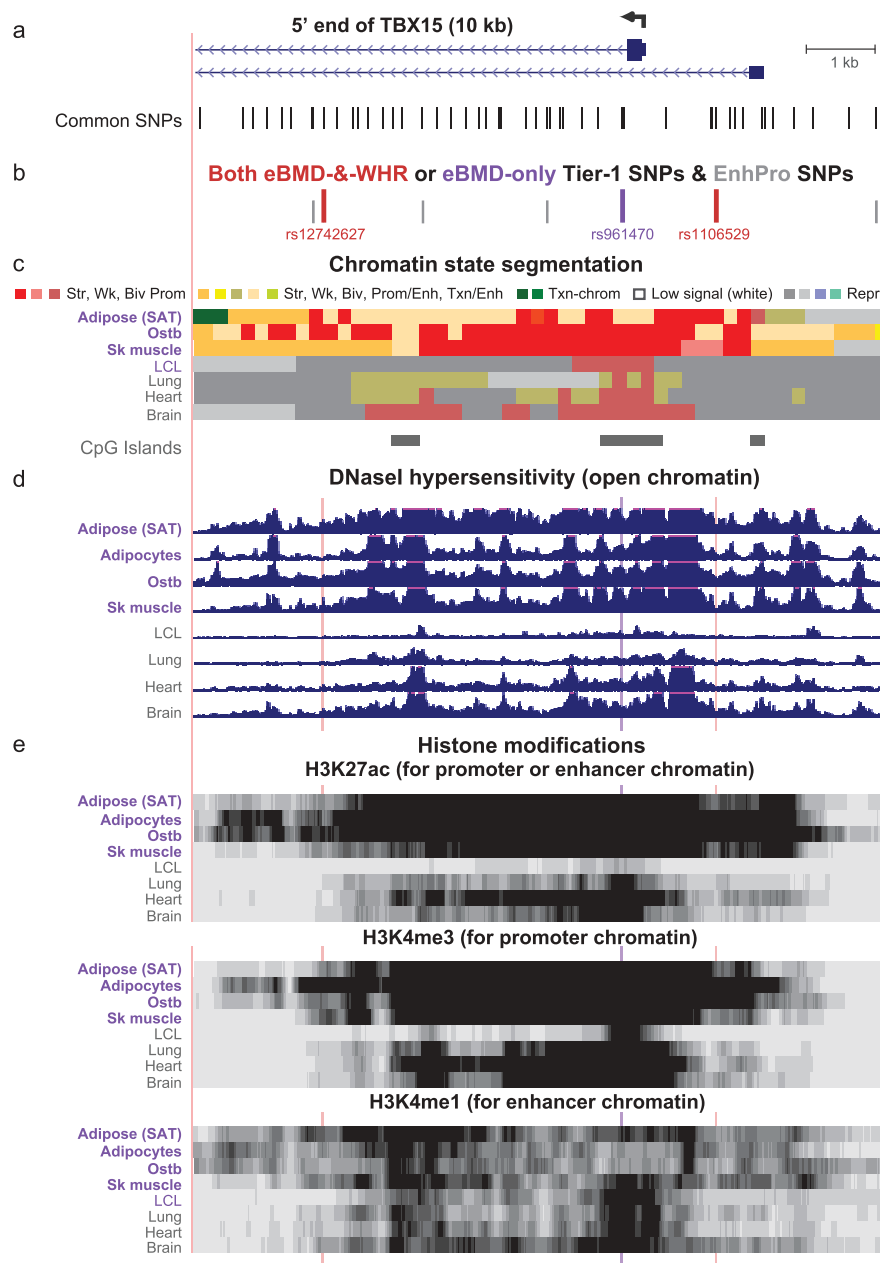 a
5’ end of TBX15 (10 kb)
1 kb
Common SNPs
b
Both eBMD-&-WHR or eBMD-only Tier-1 SNPs & EnhPro SNPs
rs12742627
rs961470
rs1106529
c
Chromatin state segmentation
Str, Wk, Biv Prom
Str, Wk, Biv, Prom/Enh, Txn/Enh
Txn-chrom
Low signal (white)
Repr
Adipose (SAT)
Ostb
Sk muscle
LCL
Lung
Heart
Brain
CpG Islands
d
DNaseI hypersensitivity (open chromatin)
Adipose (SAT)
Adipocytes
Ostb
Sk muscle
LCL
Lung
Heart
Brain
e
Histone modifications
H3K27ac (for promoter or enhancer chromatin)
Adipose (SAT)
Adipocytes
Ostb
Sk muscle
LCL
Lung
Heart
Brain
H3K4me3 (for promoter chromatin)
Adipose (SAT)
Adipocytes
Ostb
Sk muscle
LCL
Lung
Heart
Brain
H3K4me1 (for enhancer chromatin)
Adipose (SAT)
Adipocytes
Ostb
Sk muscle
LCL
Lung
Heart
Brain